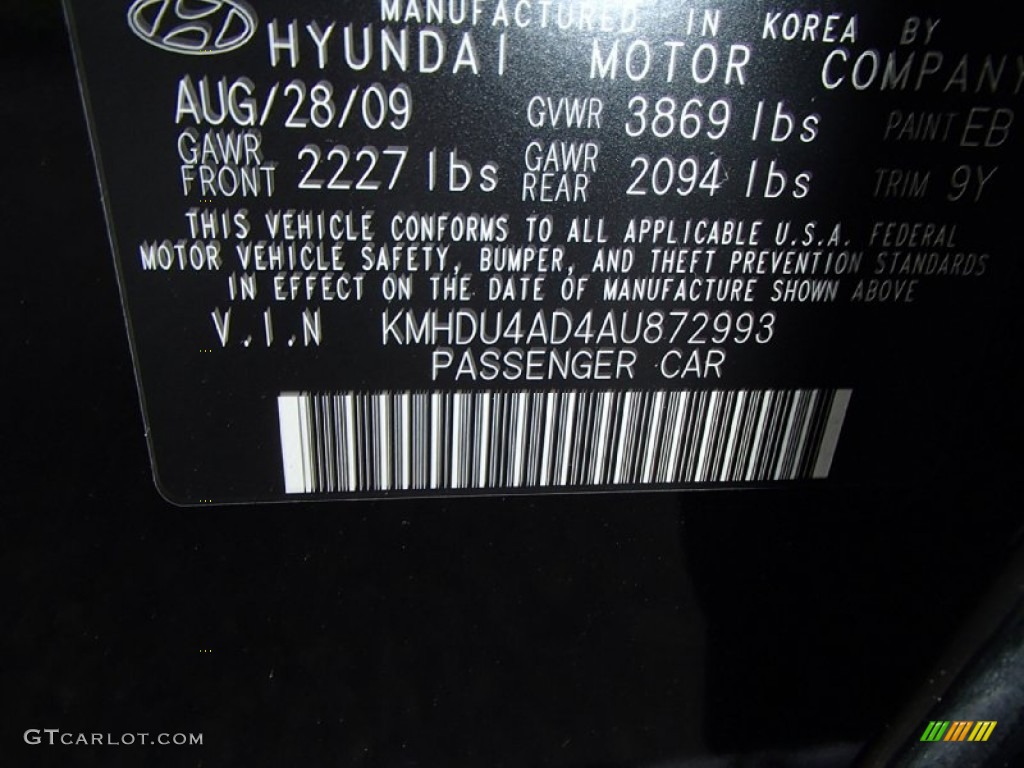 MANUFACTURED IN KOREA BY
HYUNDAI MOTOR COMPANY
AUG/28/09 GVWR 3869 lbs PAINT EB
GAWR FRONT 2227 lbs GAWR REAR 2094 lbs TRIM 9Y
THIS VEHICLE CONFORMS TO ALL APPLICABLE U.S.A. FEDERAL
MOTOR VEHICLE SAFETY, BUMPER, AND THEFT PREVENTION STANDARDS
IN EFFECT ON THE DATE OF MANUFACTURE SHOWN ABOVE
V.I.N KMHDU4AD4AU872993
PASSENGER CAR
GTCARLOT.COM